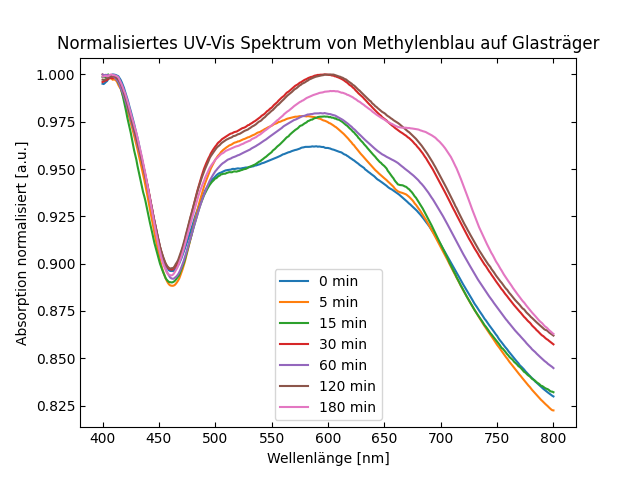 Normalisiertes UV-Vis Spektrum von Methylenblau auf Glasträger
Absorption normalisiert [a.u.]
1.000
0.975
0.950
0.925
0.900
0.875
0.850
0.825
0 min
5 min
15 min
30 min
60 min
120 min
180 min
400 450 500 550 600 650 700 750 800
Wellenlänge [nm]